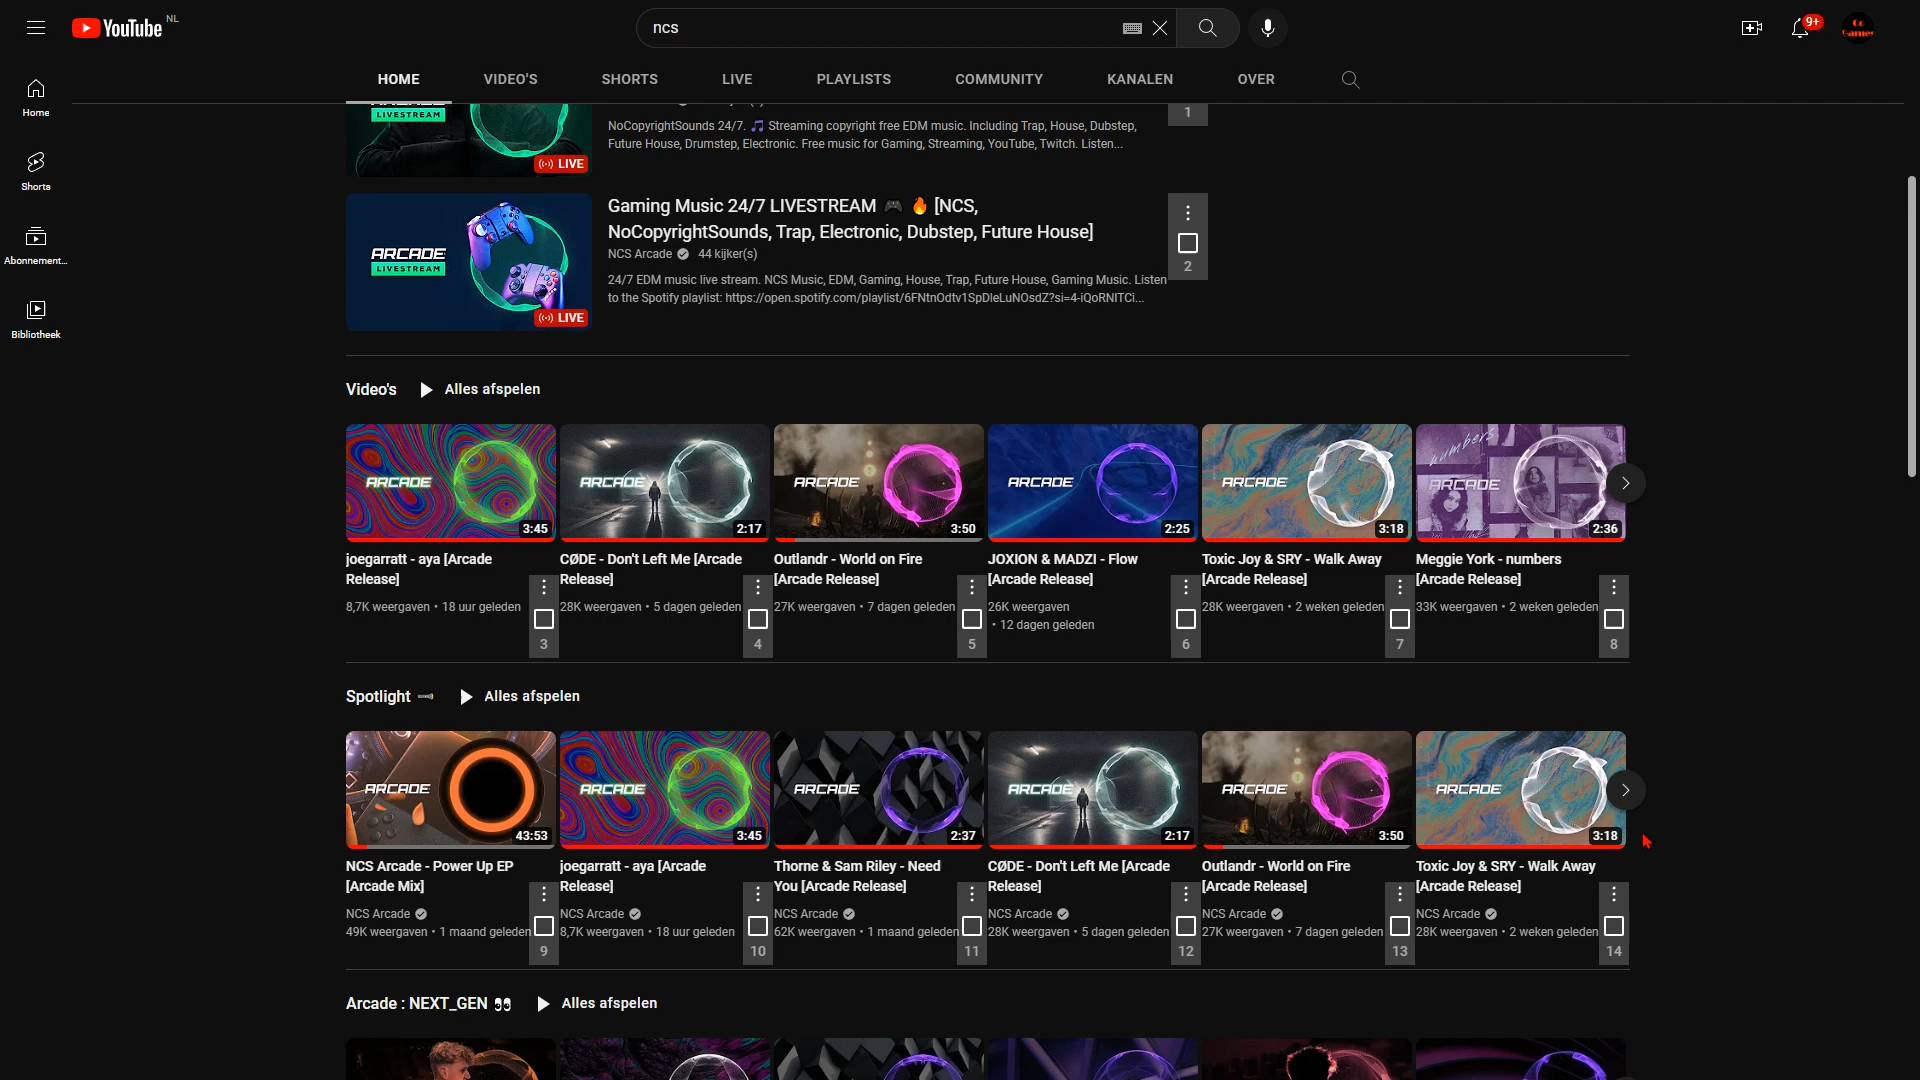 YouTube NL
ncs
9+
HOME VIDEO'S SHORTS LIVE PLAYLISTS COMMUNITY KANALEN OVER
Home
Shorts
Abonnement...
Bibliotheek
LIVESTREAM
LIVE
NoCopyrightSounds 24/7. 🎵 Streaming copyright free EDM music. Including Trap, House, Dubstep,
Future House, Drumstep, Electronic. Free music for Gaming, Streaming, YouTube, Twitch. Listen...
1
ARCADE
LIVESTREAM
LIVE
Gaming Music 24/7 LIVESTREAM 🎮 🔥 [NCS,
NoCopyrightSounds, Trap, Electronic, Dubstep, Future House]
NCS Arcade 44 kijker(s)
24/7 EDM music live stream. NCS Music, EDM, Gaming, House, Trap, Future House, Gaming Music. Listen
to the Spotify playlist: https://open.spotify.com/playlist/6FNtnOdtv1SpDleLuNOsdZ?si=4-iQoRNITCi...
2
Video's Alles afspelen
ARCADE
3:45
joegarratt - aya [Arcade
Release]
8,7K weergaven • 18 uur geleden
3
ARCADE
2:17
CØDE - Don't Left Me [Arcade
Release]
28K weergaven • 5 dagen geleden
4
ARCADE
3:50
Outlandr - World on Fire
[Arcade Release]
27K weergaven • 7 dagen geleden
5
ARCADE
2:25
JOXION & MADZI - Flow
[Arcade Release]
26K weergaven
• 12 dagen geleden
6
ARCADE
3:18
Toxic Joy & SRY - Walk Away
[Arcade Release]
28K weergaven • 2 weken geleden
7
numbers
ARCADE
2:36
Meggie York - numbers
[Arcade Release]
33K weergaven • 2 weken geleden
8
Spotlight Alles afspelen
ARCADE
43:53
NCS Arcade - Power Up EP
[Arcade Mix]
NCS Arcade
49K weergaven • 1 maand geleden
9
ARCADE
3:45
joegarratt - aya [Arcade
Release]
NCS Arcade
8,7K weergaven • 18 uur geleden
10
ARCADE
2:37
Thorne & Sam Riley - Need
You [Arcade Release]
NCS Arcade
62K weergaven • 1 maand geleden
11
ARCADE
2:17
CØDE - Don't Left Me [Arcade
Release]
NCS Arcade
28K weergaven • 5 dagen geleden
12
ARCADE
3:50
Outlandr - World on Fire
[Arcade Release]
NCS Arcade
27K weergaven • 7 dagen geleden
13
ARCADE
3:18
Toxic Joy & SRY - Walk Away
[Arcade Release]
NCS Arcade
28K weergaven • 2 weken geleden
14
Arcade : NEXT_GEN 👀 Alles afspelen